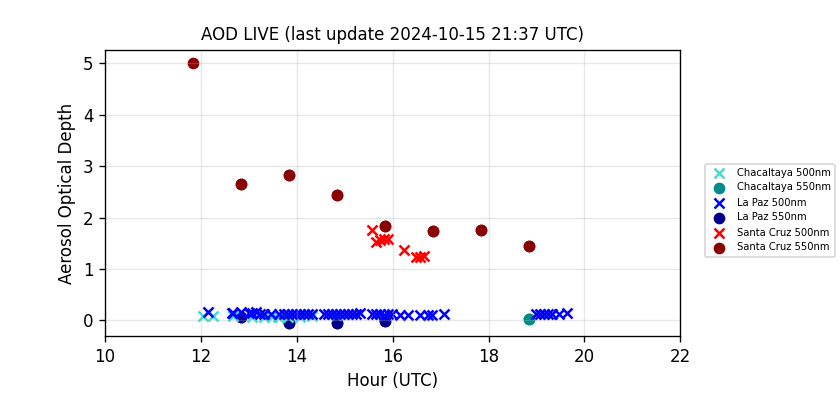 AOD LIVE (last update 2024-10-15 21:37 UTC)
Aerosol Optical Depth
5
4
3
2
1
0
10 12 14 16 18 20 22
Hour (UTC)
Chacaltaya 500nm
Chacaltaya 550nm
La Paz 500nm
La Paz 550nm
Santa Cruz 500nm
Santa Cruz 550nm